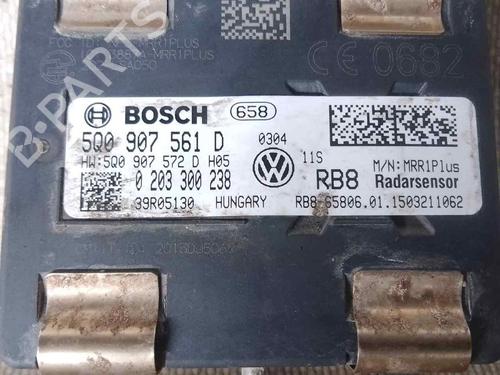 MRR1PLUS
CE 0682
BOSCH 658
5Q0 907 561 D 0304
HW:5Q0 907 572 D H05 11S M/N: MRR1Plus
0 203 300 238 RB8 Radarsensor
39R05130 HUNGARY RB8-65806.01.1503211062